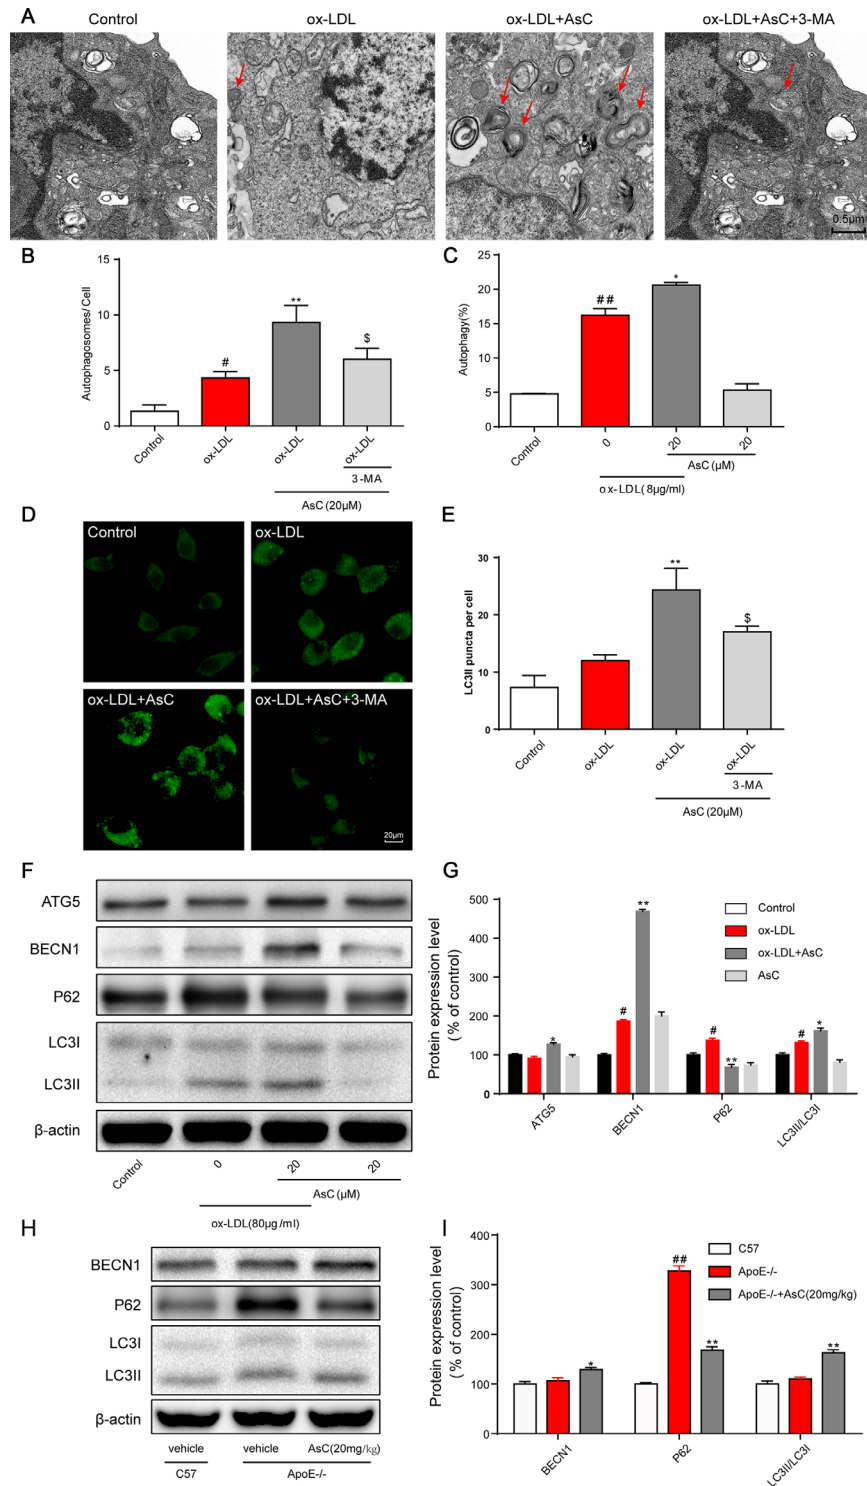 A
Control
ox-LDL
ox-LDL+AsC
ox-LDL+AsC+3-MA
0.5μm
B
15
10
5
0
Autophagosomes/ Cell
#
**
$
Control
ox-LDL
ox-LDL
ox-LDL
3-MA
AsC (20μM)
C
25
20
15
10
5
0
Autophagy(%)
##
*
Control
0
20
20
AsC (μM)
ox-LDL(8μg/ml)
D
Control
ox-LDL
ox-LDL+AsC
ox-LDL+AsC+3-MA
20μm
E
30
20
10
0
LC3II puncta per cell
**
$
Control
ox-LDL
ox-LDL
ox-LDL
3-MA
AsC (20μM)
F
ATG5
BECN1
P62
LC3I
LC3II
β-actin
Control
0
20
20
AsC (μM)
ox-LDL(80μg /ml)
G
500
400
300
200
100
0
Protein expression level
(% of control)
Control
ox-LDL
ox-LDL+AsC
AsC
*
#
**
#
**
#
*
ATG5
BECN1
P62
LC3II/LC3I
H
BECN1
P62
LC3I
LC3II
β-actin
vehicle
vehicle
AsC(20mg/kg)
C57
ApoE-/-
I
400
300
200
100
0
Protein expression level
(% of control)
C57
ApoE-/-
ApoE-/-+AsC(20mg/kg)
*
##
**
**
BECN1
P62
LC3II/LC3I